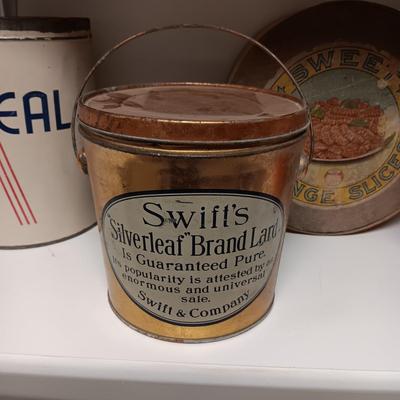 EAL
Swift's
"Silverleaf" Brand Lard
Is Guaranteed Pure.
Its popularity is attested by its
enormous and universal
sale.
Swift & Company
SWEET
NGE SLICES